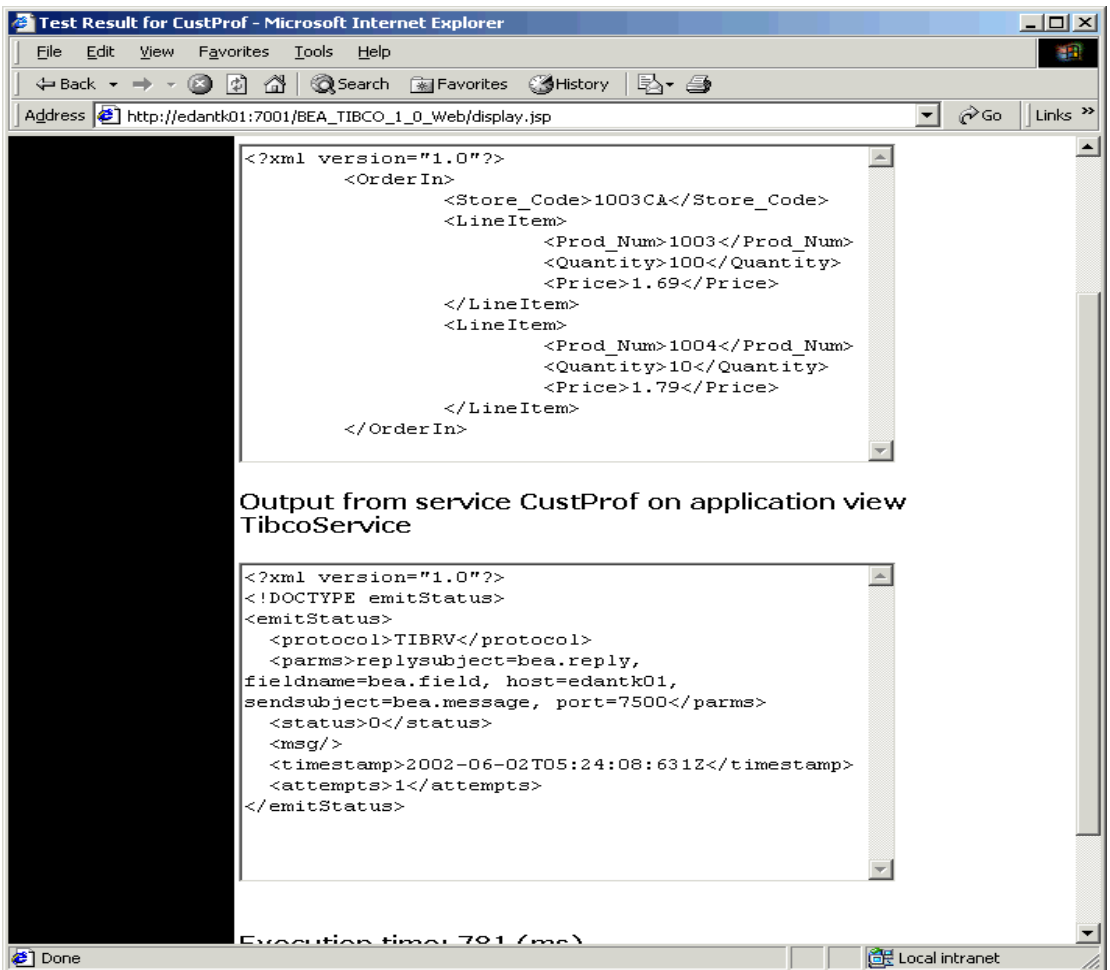 Test Result for CustProf - Microsoft Internet Explorer
File Edit View Favorites Tools Help
Back Search Favorites History
Address http://edantk01:7001/BEA_TIBCO_1_0_Web/display.jsp Go Links »
<?xml version="1.0"?>
<OrderIn>
<Store_Code>1003CA</Store_Code>
<LineItem>
<Prod_Num>1003</Prod_Num>
<Quantity>100</Quantity>
<Price>1.69</Price>
</LineItem>
<LineItem>
<Prod_Num>1004</Prod_Num>
<Quantity>10</Quantity>
<Price>1.79</Price>
</LineItem>
</OrderIn>
Output from service CustProf on application view
TibcoService
<?xml version="1.0"?>
<!DOCTYPE emitStatus>
<emitStatus>
<protocol>TIBRV</protocol>
<parms>replysubject=bea.reply,
fieldname=bea.field, host=edantk01,
sendsubject=bea.message, port=7500</parms>
<status>0</status>
<msg/>
<timestamp>2002-06-02T05:24:08:631Z</timestamp>
<attempts>1</attempts>
</emitStatus>
Execution time: 781 (ms)
Done Local intranet